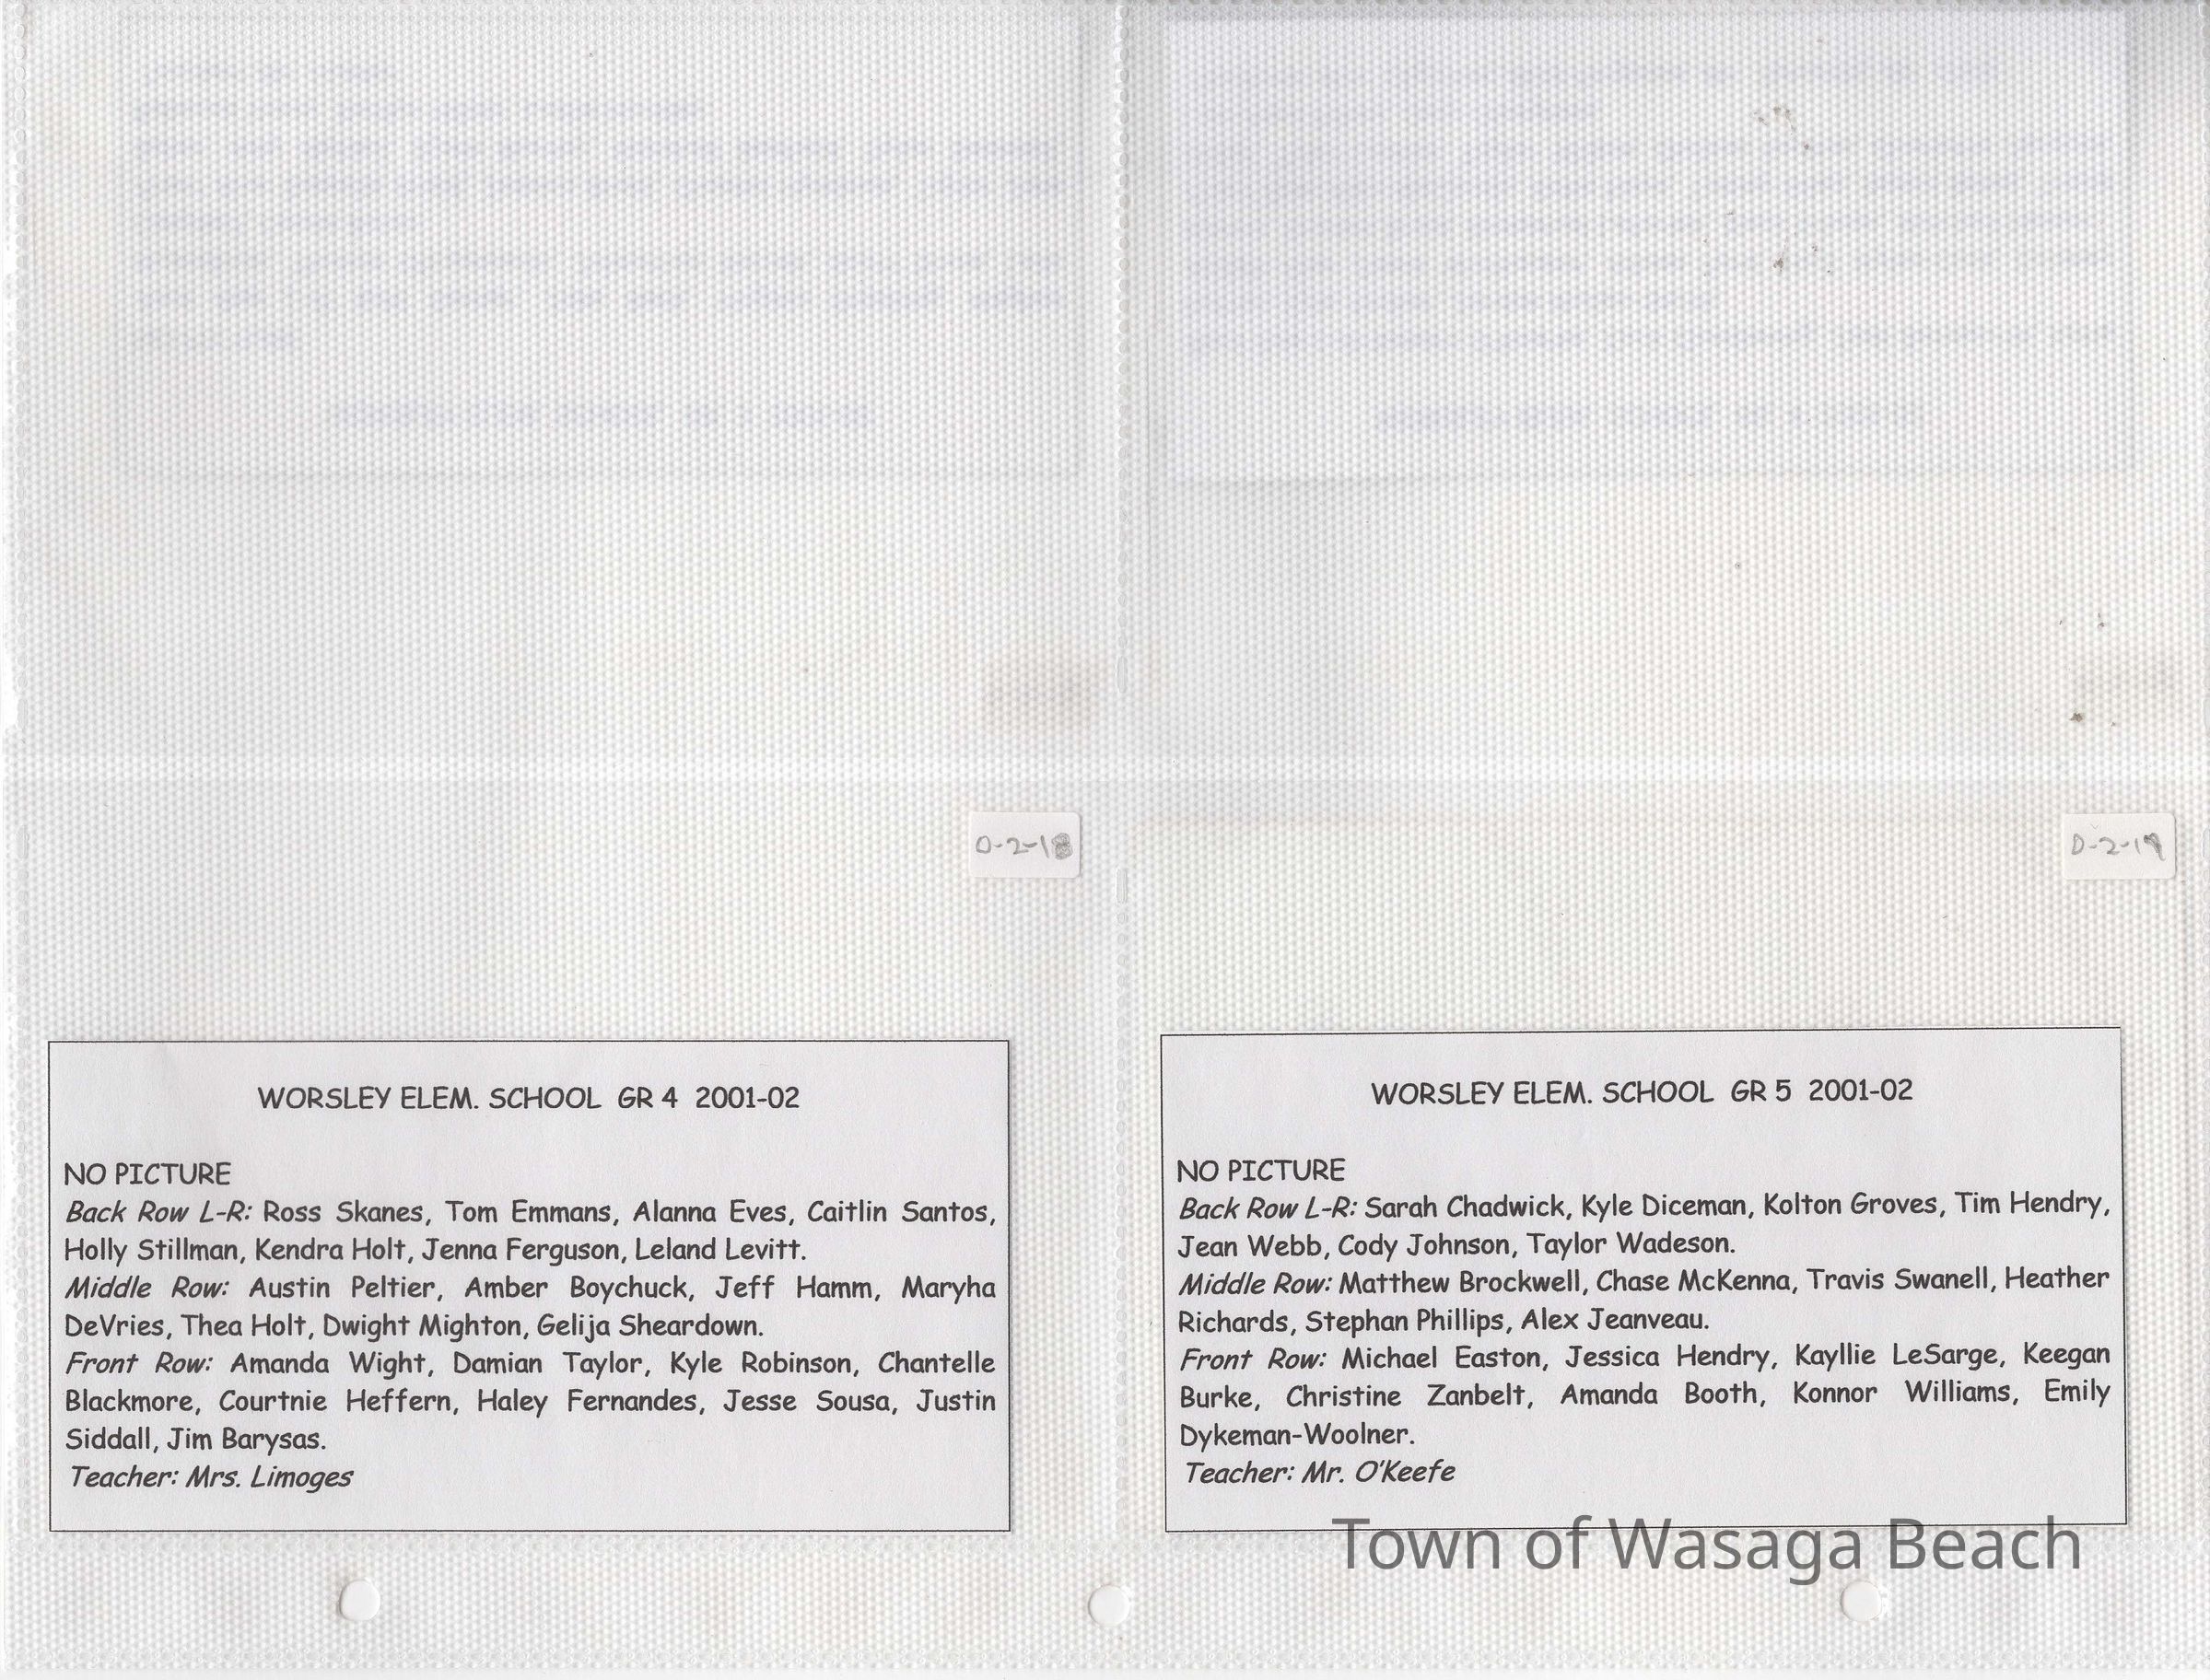 D-2-18
D-2-19
WORSLEY ELEM. SCHOOL GR 4 2001-02
NO PICTURE
Back Row L-R: Ross Skanes, Tom Emmans, Alanna Eves, Caitlin Santos,
Holly Stillman, Kendra Holt, Jenna Ferguson, Leland Levitt.
Middle Row: Austin Peltier, Amber Boychuck, Jeff Hamm, Maryha
DeVries, Thea Holt, Dwight Mighton, Gelija Sheardown.
Front Row: Amanda Wight, Damian Taylor, Kyle Robinson, Chantelle
Blackmore, Courtnie Heffern, Haley Fernandes, Jesse Sousa, Justin
Siddall, Jim Barysas.
Teacher: Mrs. Limoges
WORSLEY ELEM. SCHOOL GR 5 2001-02
NO PICTURE
Back Row L-R: Sarah Chadwick, Kyle Diceman, Kolton Groves, Tim Hendry,
Jean Webb, Cody Johnson, Taylor Wadeson.
Middle Row: Matthew Brockwell, Chase McKenna, Travis Swanell, Heather
Richards, Stephan Phillips, Alex Jeanveau.
Front Row: Michael Easton, Jessica Hendry, Kayllie LeSarge, Keegan
Burke, Christine Zanbelt, Amanda Booth, Konnor Williams, Emily
Dykeman-Woolner.
Teacher: Mr. O'Keefe
Town of Wasaga Beach